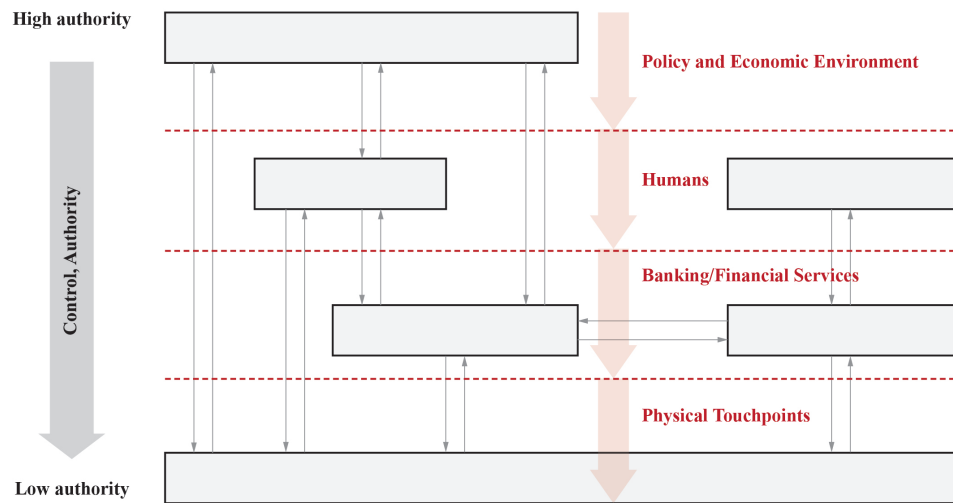 High authority
Policy and Economic Environment
Humans
Control, Authority
Banking/Financial Services
Physical Touchpoints
Low authority